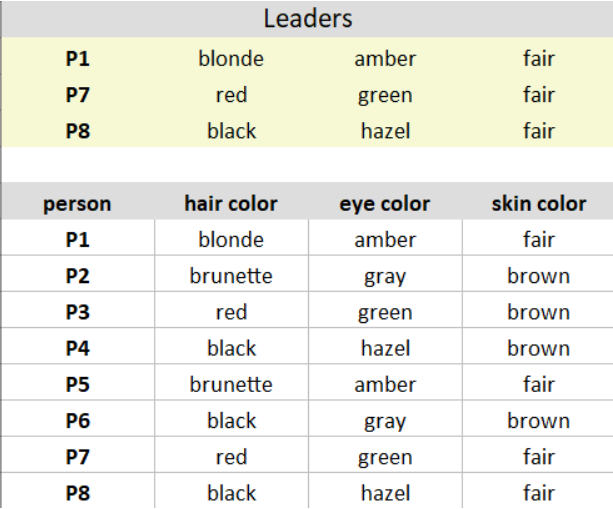 Leaders
P1 blonde amber fair
P7 red green fair
P8 black hazel fair
person hair color eye color skin color
P1 blonde amber fair
P2 brunette gray brown
P3 red green brown
P4 black hazel brown
P5 brunette amber fair
P6 black gray brown
P7 red green fair
P8 black hazel fair